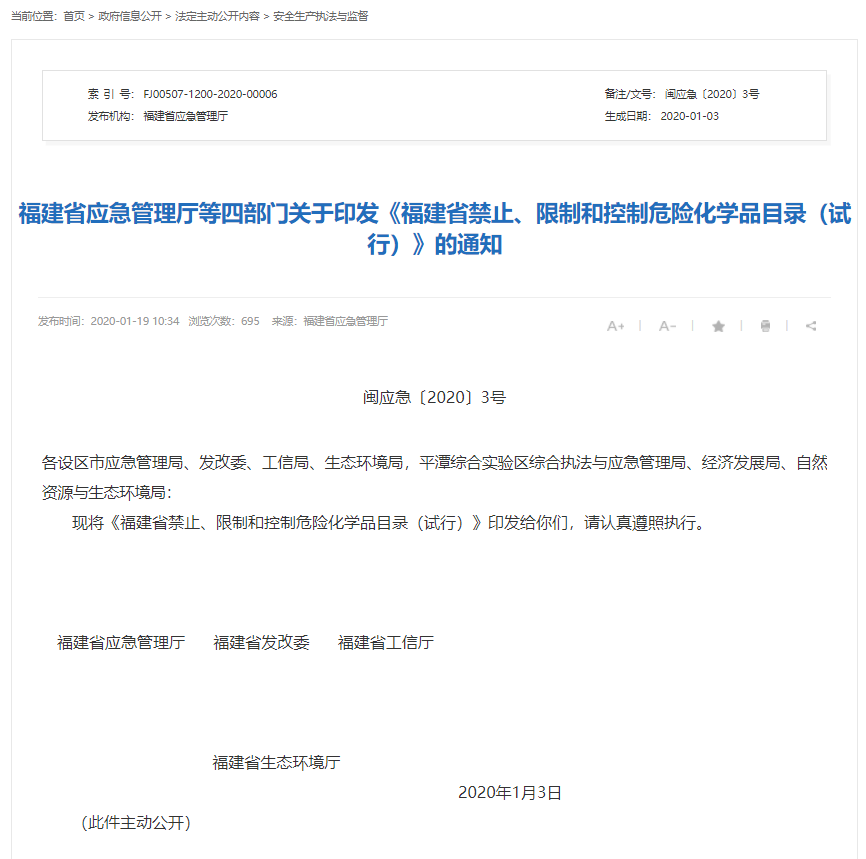 当前位置：首页 > 政府信息公开 > 法定主动公开内容 > 安全生产执法与监督
索 引 号： FJ00507-1200-2020-00006
备注/文号： 闽应急〔2020〕3号
发布机构： 福建省应急管理厅
生成日期： 2020-01-03
福建省应急管理厅等四部门关于印发《福建省禁止、限制和控制危险化学品目录（试
行）》的通知
发布时间：2020-01-19 10:34 浏览次数：695 来源：福建省应急管理厅
A+ | A- | | |
闽应急〔2020〕3号
各设区市应急管理局、发改委、工信局、生态环境局，平潭综合实验区综合执法与应急管理局、经济发展局、自然
资源与生态环境局：
现将《福建省禁止、限制和控制危险化学品目录（试行）》印发给你们，请认真遵照执行。
福建省应急管理厅 福建省发改委 福建省工信厅
福建省生态环境厅
2020年1月3日
（此件主动公开）